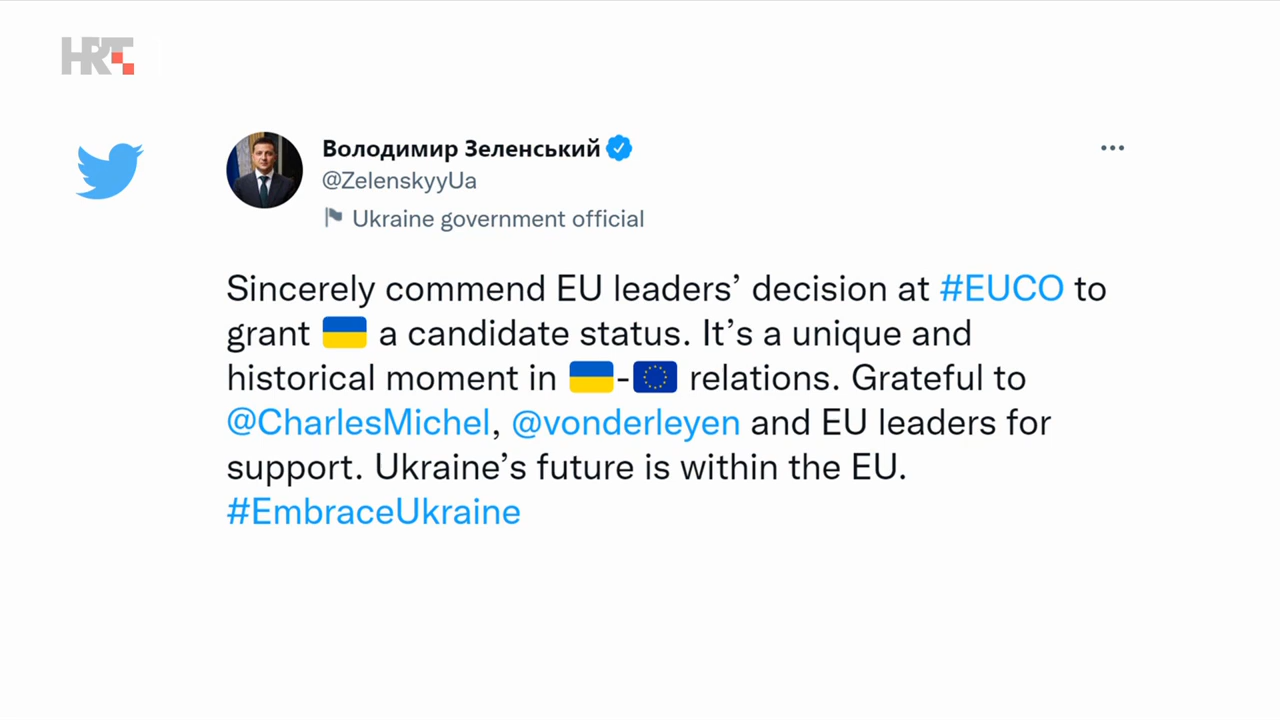 HRT
Володимир Зеленський
@ZelenskyyUa
Ukraine government official
Sincerely commend EU leaders’ decision at #EUCO to
grant 🇺🇦 a candidate status. It’s a unique and
historical moment in 🇺🇦-🇪🇺 relations. Grateful to
@CharlesMichel, @vonderleyen and EU leaders for
support. Ukraine’s future is within the EU.
#EmbraceUkraine